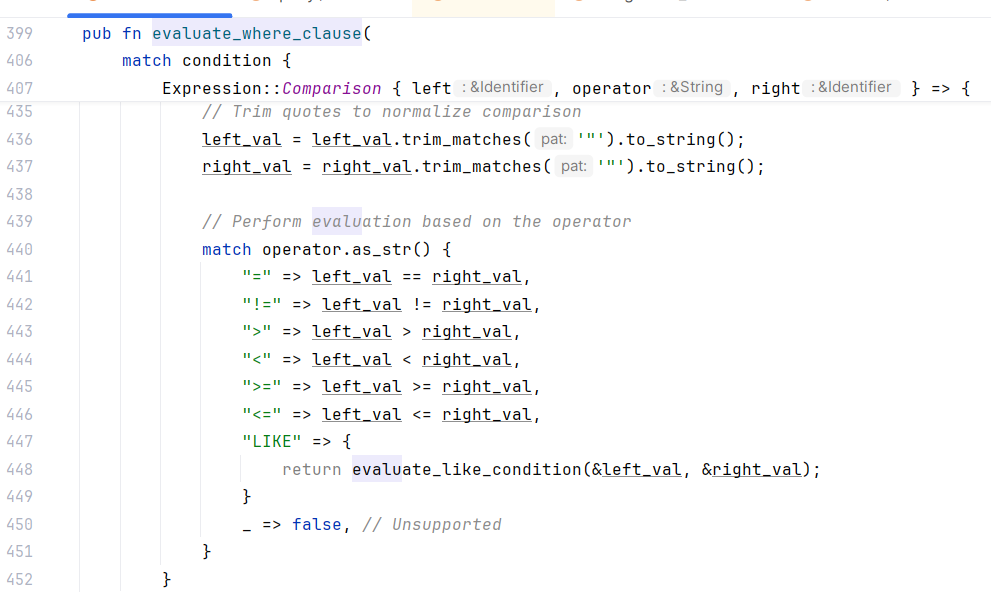 399 pub fn evaluate_where_clause(
406 match condition {
407 Expression::Comparison { left : &Identifier , operator : &String , right : &Identifier } => {
435 // Trim quotes to normalize comparison
436 left_val = left_val.trim_matches( pat: '"').to_string();
437 right_val = right_val.trim_matches( pat: '"').to_string();
438
439 // Perform evaluation based on the operator
440 match operator.as_str() {
441 "=" => left_val == right_val,
442 "!=" => left_val != right_val,
443 ">" => left_val > right_val,
444 "<" => left_val < right_val,
445 ">=" => left_val >= right_val,
446 "<=" => left_val <= right_val,
447 "LIKE" => {
448 return evaluate_like_condition(&left_val, &right_val);
449 }
450 _ => false, // Unsupported
451 }
452 }